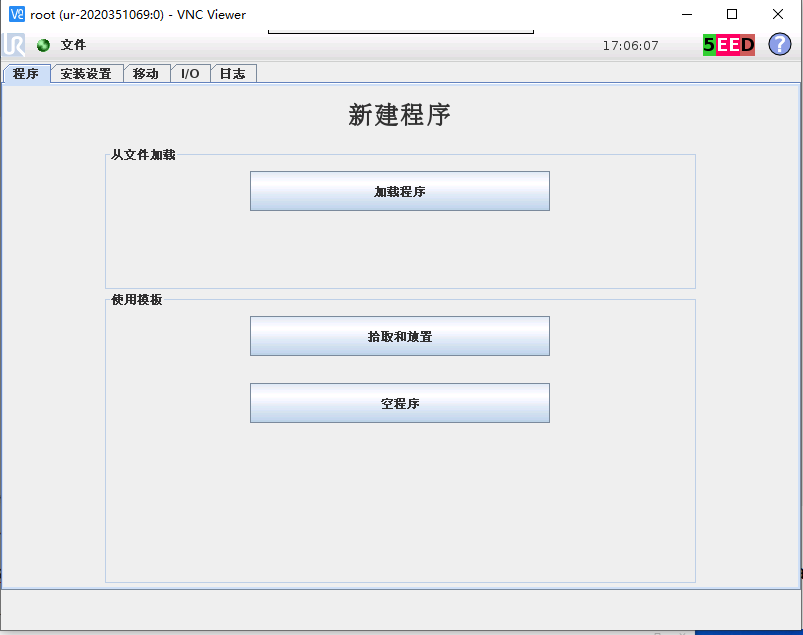 root (ur-2020351069:0) - VNC Viewer
UR 文件 17:06:07 5EED ?
程序 安装设置 移动 I/O 日志
新建程序
从文件加载
加载程序
使用模板
拾取和放置
空程序